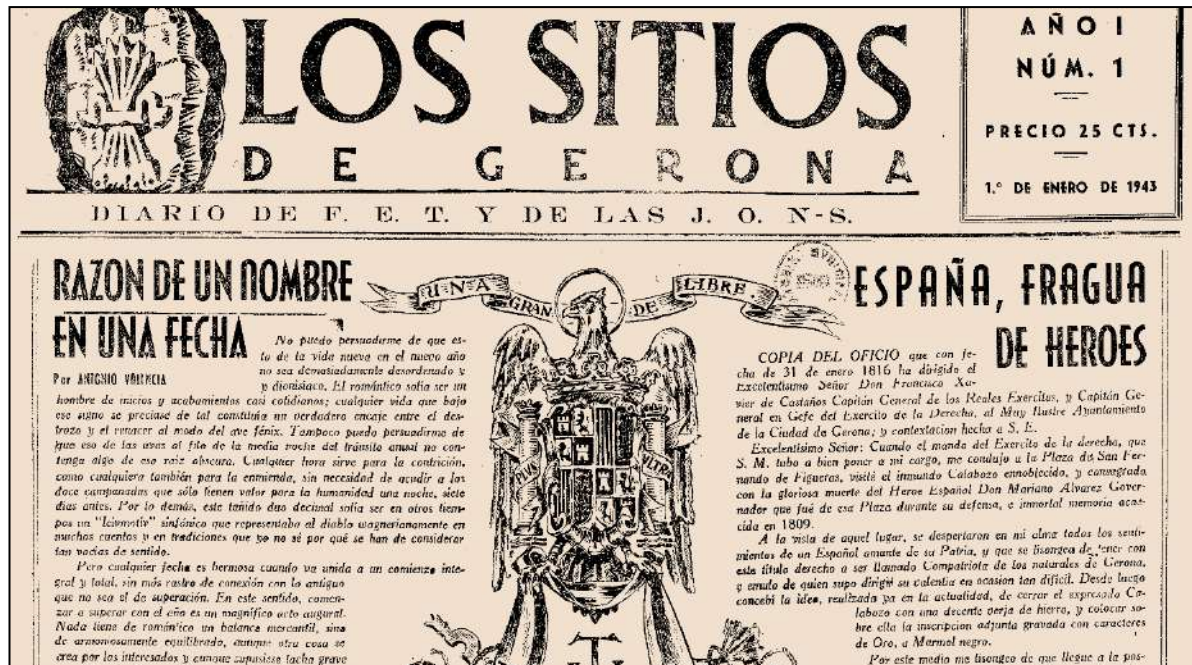 LOS SITIOS
DE GERONA
DIARIO DE F. E. T. Y DE LAS J. O. N-S.
AÑO I
NÚM. 1
PRECIO 25 CTS.
1.º DE ENERO DE 1943
RAZON DE UN NOMBRE
EN UNA FECHA
Por ANTONIO VALENCIA
No puedo persuadirme de que es-
to de la vida nueva en el nuevo año
no sea demasiadamente desordenado y
dionisiaco. El romántico solía ser un
hombre de inicios y acabamientos casi cotidianos; cualquier vida que bajo
ese signo se preciase de tal constituía un verdadero encaje entre el des-
trozo y el renacer al modo del ave fénix. Tampoco puedo persuadirme de
que eso de las uvas al filo de la media noche del tránsito anual no con-
tenga algo de esa raiz obscura. Cualquier hora sirve para la contrición,
como cualquiera también para la enmienda, sin necesidad de acudir a las
doce campanadas que sólo tienen valor para la humanidad una noche, siete
días antes. Por lo demás, este tañido duo decimal solía ser en otros tiem-
pos un "leivmotiv" sinfónico que representaba el diablo wagnerianamente en
muchos cuentos y en tradiciones que yo no sé por qué se han de considerar
tan vacias de sentido.
Pero cualquier fecha es hermosa cuando va unida a un comienzo inte-
gral y total, sin más rastro de conexión con lo antiguo
que no sea el de superación. En este sentido, comen-
zar a superar con el año es un magnífico acto augural.
Nada tiene de romántico un balance mercantil, sino
de armoniosamente equilibrado, aunque otra cosa se
crea por los interesados y aunque supusiese tacha grave
UNA GRANDE LIBRE
PLUS ULTRA
ESPAÑA, FRAGUA
DE HEROES
COPIA DEL OFICIO que con fe-
cha de 31 de enero 1816 ha dirigido el
Excelentísimo Señor Don Francisco Xa-
vier de Castaños Capitán General de los Reales Exercitos, y Capitán Ge-
neral en Gefe del Exercito de la Derecha, al Muy Ilustre Ayuntamiento
de la Ciudad de Gerona; y contextacion hecha a S. E.
Excelentísimo Señor: Cuando el mando del Exercito de la derecha, que
S. M. tubo a bien poner a mi cargo, me condujo a la Plaza de San Fer-
nando de Figueras, visité el inmundo Calabozo ennoblecido, y consagrado
con la gloriosa muerte del Heroe Español Don Mariano Alvarez Gover-
nador que fué de esa Plaza durante su defensa, e inmortal memoria acae-
cida en 1809.
A la vista de aquel lugar, se despertaron en mi alma todos los senti-
mientos de un Español amante de su Patria, y que se lisongea de tener con
este título derecho a ser llamado Compatriota de los naturales de Gerona,
y emulo de quien supo dirigir su valentia en ocasion tan dificil. Desde luego
concebí la idea, realizada ya en la actualidad, de cerrar el expresado Ca-
labozo con una decente verja de hierro, y colocar so-
bre ella la inscripcion adjunta gravada con caracteres
de Oro, a Marmol negro.
Por este medio me lisongeo de que llegue a la pos-